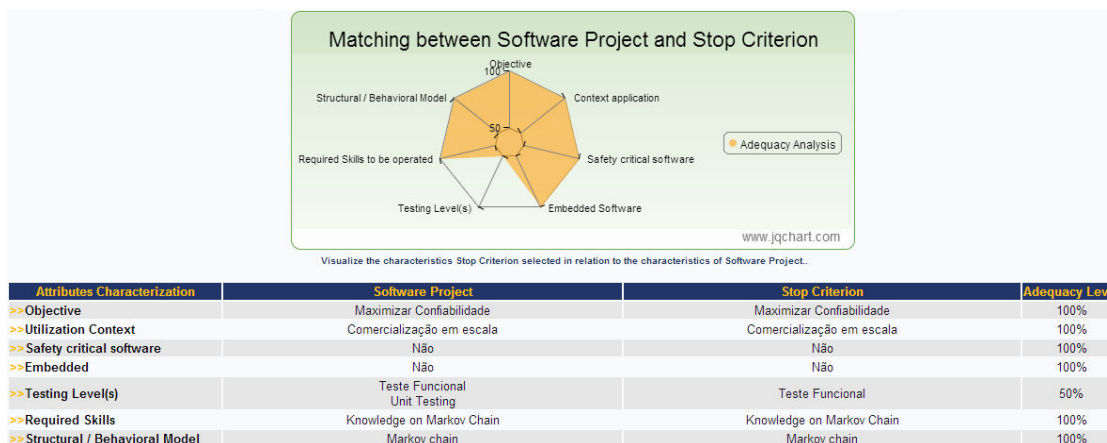 Matching between Software Project and Stop Criterion
Objective
100
Structural / Behavioral Model
Context application
50
Adequacy Analysis
Required Skills to be operated
Safety critical software
Testing Level(s)
Embedded Software
www.jqchart.com
Visualize the characteristics Stop Criterion selected in relation to the characteristics of Software Project..
Attributes Characterization Software Project Stop Criterion Adequacy Lev
>>Objective Maximizar Confiabilidade Maximizar Confiabilidade 100%
>>Utilization Context Comercialização em escala Comercialização em escala 100%
>>Safety critical software Não Não 100%
>>Embedded Não Não 100%
>>Testing Level(s) Teste Funcional Teste Funcional 50%
Unit Testing
>>Required Skills Knowledge on Markov Chain Knowledge on Markov Chain 100%
>>Structural / Behavioral Model Markov chain Markov chain 100%